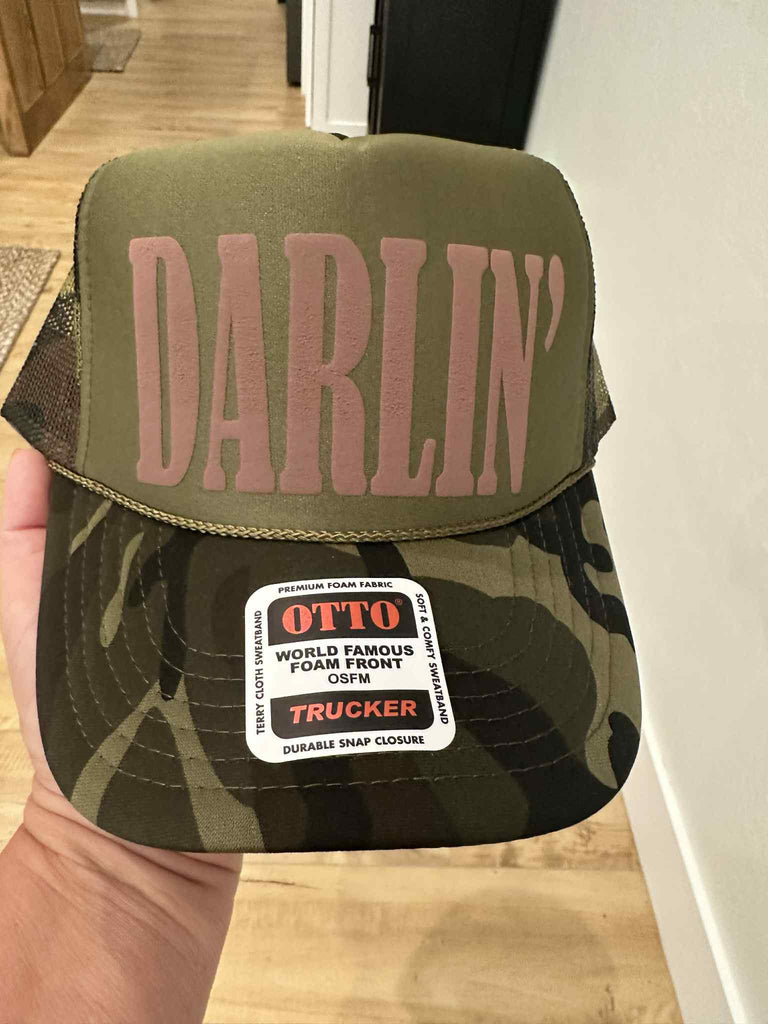 DARLIN'
PREMIUM FOAM FABRIC
OTTO®
WORLD FAMOUS
FOAM FRONT
OSFM
TRUCKER
DURABLE SNAP CLOSURE
TERRY CLOTH SWEATBAND
SOFT & COMFY SWEATBAND